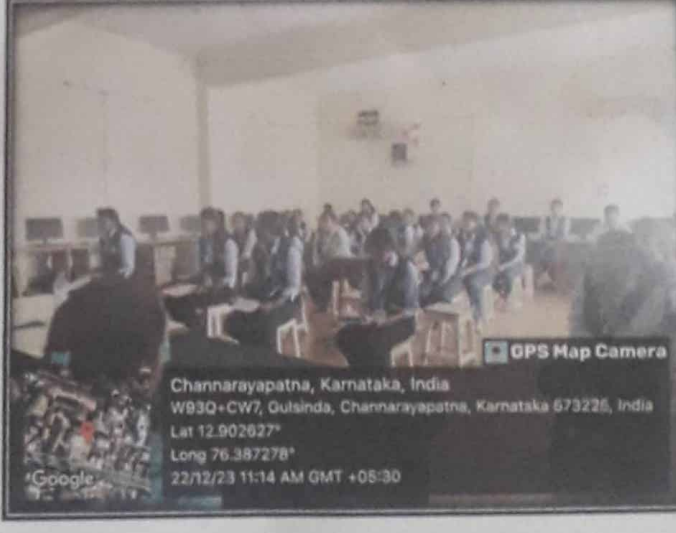 GPS Map Camera
Channarayapatna, Karnataka, India
W93Q+CW7, Gulsinda, Channarayapatna, Karnataka 573225, India
Lat 12.902627°
Long 76.387278°
22/12/23 11:14 AM GMT +05:30
Google